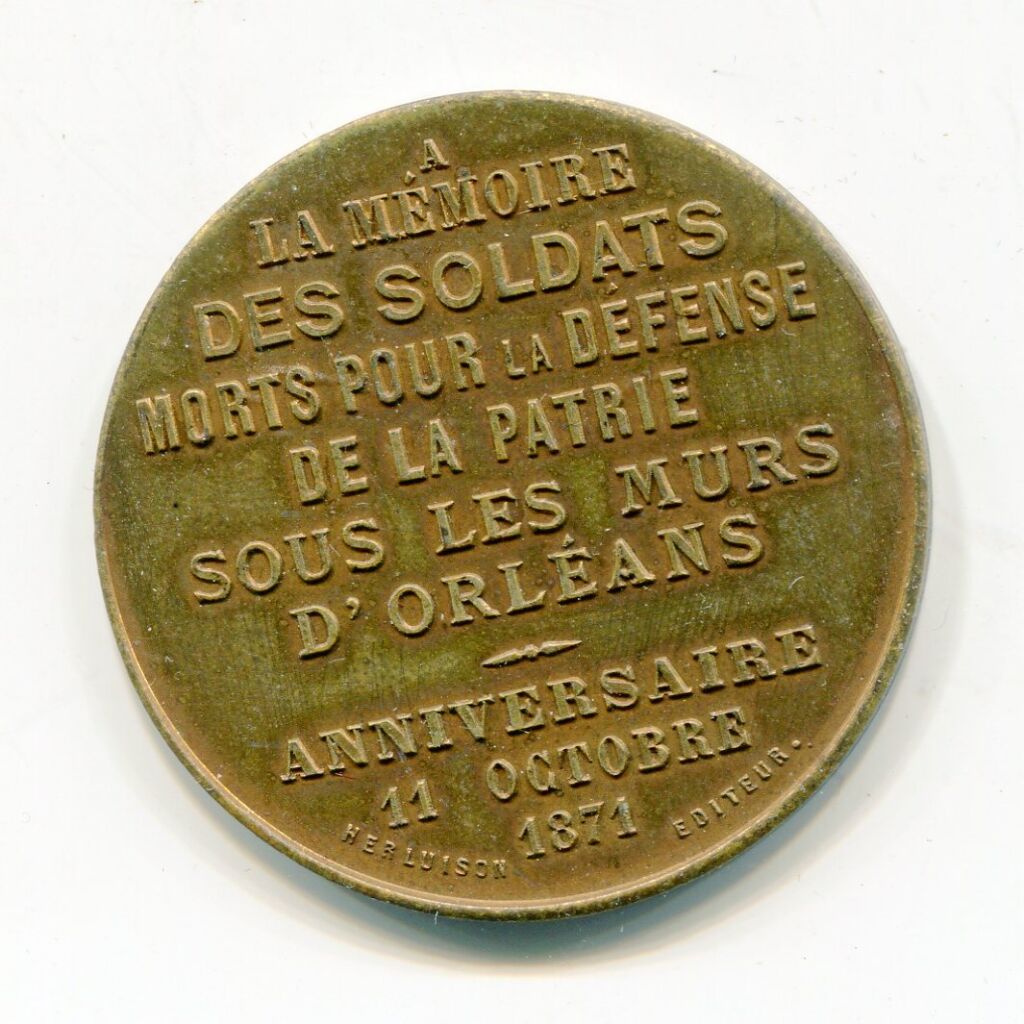 A
LA MÉMOIRE
DES SOLDATS
MORTS POUR LA DÉFENSE
DE LA PATRIE
SOUS LES MURS
D'ORLÉANS
ANNIVERSAIRE
11 OCTOBRE
1871
HERLUISON EDITEUR.